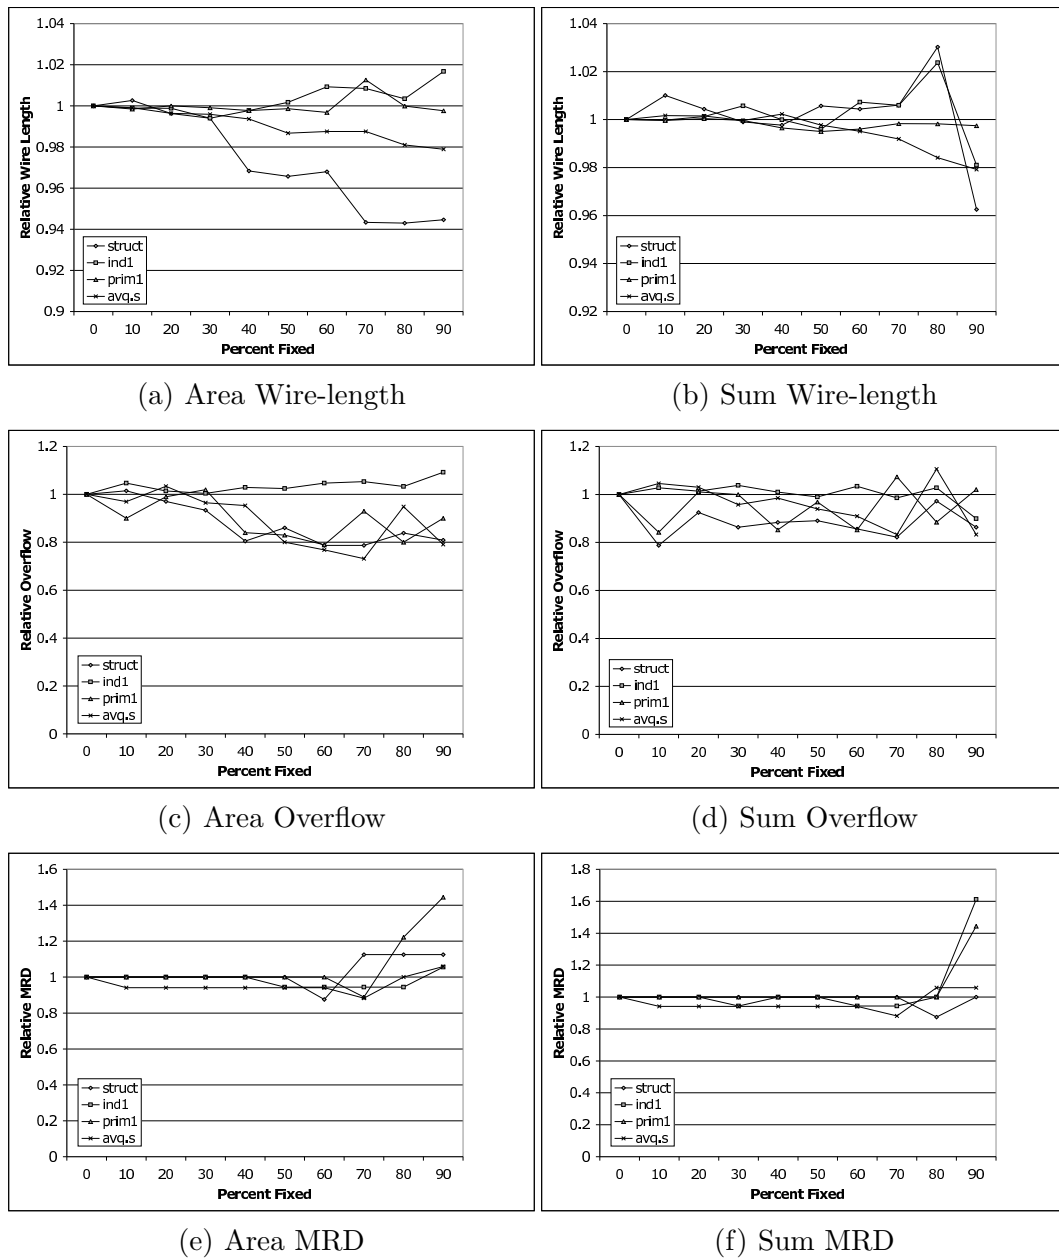 1.04
1.02
1
0.98
0.96
0.94
0.92
0.9
Relative Wire Length
struct
ind1
prim1
avq.s
0 10 20 30 40 50 60 70 80 90
Percent Fixed
(a) Area Wire-length
1.04
1.02
1
0.98
0.96
0.94
0.92
Relative Wire Length
struct
ind1
prim1
avq.s
0 10 20 30 40 50 60 70 80 90
Percent Fixed
(b) Sum Wire-length
1.2
1
0.8
0.6
0.4
0.2
0
Relative Overflow
struct
ind1
prim1
avq.s
0 10 20 30 40 50 60 70 80 90
Percent Fixed
(c) Area Overflow
1.2
1
0.8
0.6
0.4
0.2
0
Relative Overflow
struct
ind1
prim1
avq.s
0 10 20 30 40 50 60 70 80 90
Percent Fixed
(d) Sum Overflow
1.6
1.4
1.2
1
0.8
0.6
0.4
0.2
0
Relative MRD
struct
ind1
prim1
avq.s
0 10 20 30 40 50 60 70 80 90
Percent Fixed
(e) Area MRD
1.8
1.6
1.4
1.2
1
0.8
0.6
0.4
0.2
0
Relative MRD
struct
ind1
prim1
avq.s
0 10 20 30 40 50 60 70 80 90
Percent Fixed
(f) Sum MRD